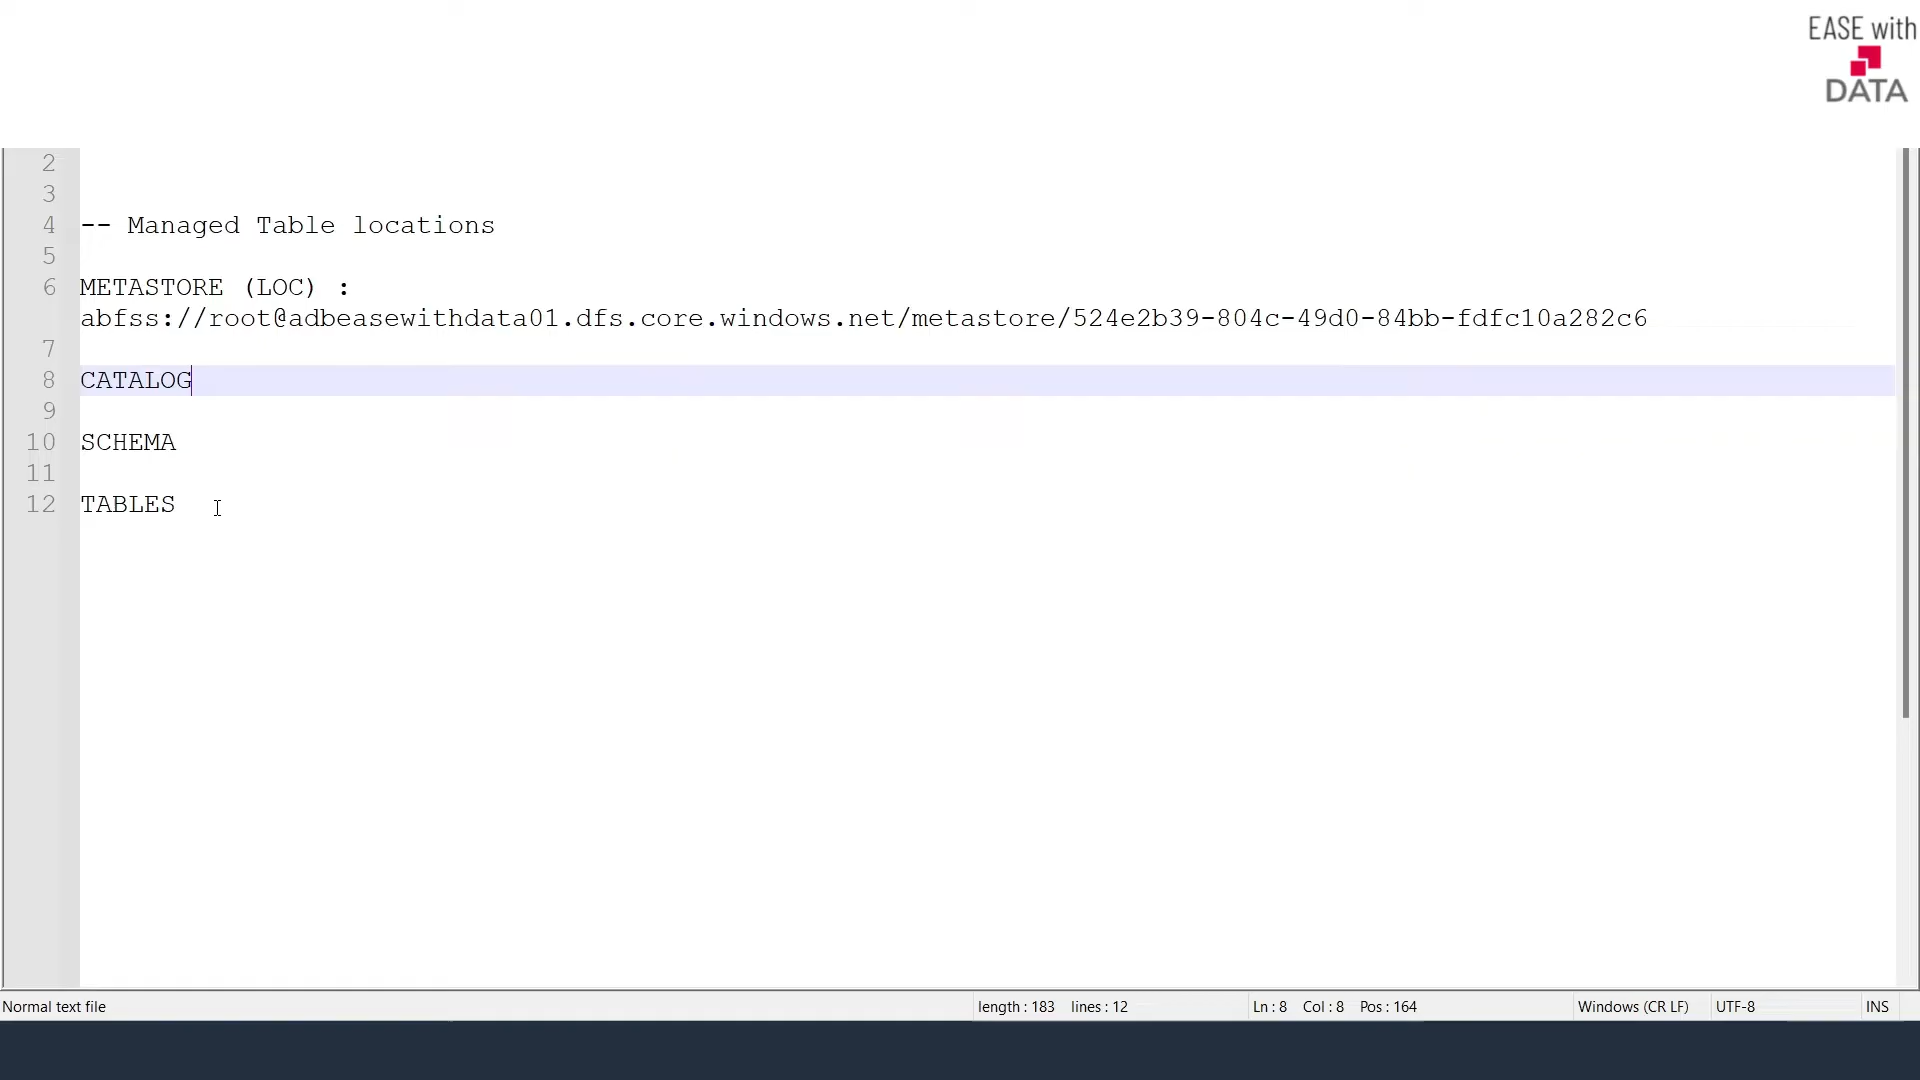 EASE with
DATA
2
3
4 -- Managed Table locations
5
6 METASTORE (LOC) :
abfss://root@adbeasewithdata01.dfs.core.windows.net/metastore/524e2b39-804c-49d0-84bb-fdfc10a282c6
7
8 CATALOG
9
10 SCHEMA
11
12 TABLES
Normal text file length : 183 lines : 12 Ln : 8 Col : 8 Pos : 164 Windows (CR LF) UTF-8 INS